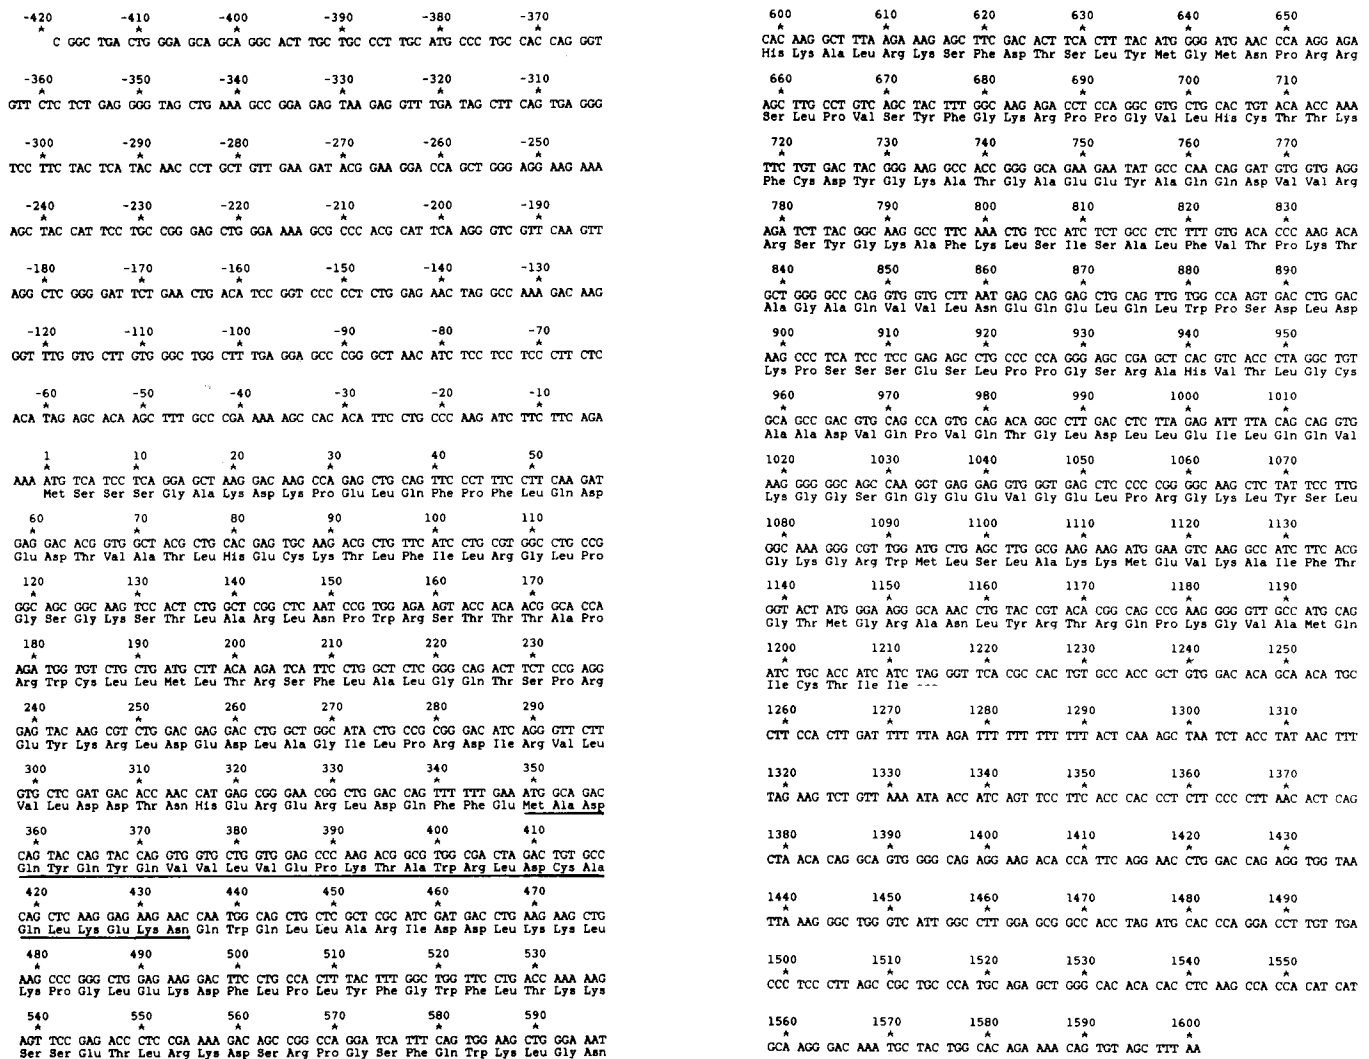 -420 -410 -400 -390 -380 -370
* * * * * *
C GGC TGA CTG GGA GCA GCA GGC ACT TGC TGC CCT TGC ATG CCC TGC CAC CAG GGT
-360 -350 -340 -330 -320 -310
* * * * * *
GTT CTC TCT GAG GGG TAG CTG AAA GCC GGA GAG TAA GAG GTT TGA TAG CTT CAG TGA GGG
-300 -290 -280 -270 -260 -250
* * * * * *
TCC TTC TAC TCA TAC AAC CCT GCT GTT GAA GAT ACG GAA GGA CCA GCT GGG AGG AAG AAA
-240 -230 -220 -210 -200 -190
* * * * * *
AGC TAC CAT TCC TGC CGG GAG CTG GGA AAA GCG CCC ACG CAT TCA AGG GTC GTT CAA GTT
-180 -170 -160 -150 -140 -130
* * * * * *
AGG CTC GGG GAT TCT GAA CTG ACA TCC GGT CCC CCT CTG GAG AAC TAG GCC AAA GAC AAG
-120 -110 -100 -90 -80 -70
* * * * * *
GGT TTG GTG CTT GTG GGC TGG CTT TGA GGA GCC CGG GCT AAC ATC TCC TCC TCC CTT CTC
-60 -50 -40 -30 -20 -10
* * * * * *
ACA TAG AGC ACA AGC TTT GCC CGA AAA AGC CAC ACA TTC CTG CCC AAG ATC TTC TTC AGA
1 10 20 30 40 50
* * * * * *
AAA ATG TCA TCC TCA GGA GCT AAG GAC AAG CCA GAG CTG CAG TTC CCT TTC CTT CAA GAT
Met Ser Ser Ser Gly Ala Lys Asp Lys Pro Glu Leu Gln Phe Pro Phe Leu Gln Asp
60 70 80 90 100 110
* * * * * *
GAG GAC ACG GTG GCT ACG CTG CAC GAG TGC AAG ACG CTG TTC ATC CTG CGT GGC CTG CCG
Glu Asp Thr Val Ala Thr Leu His Glu Cys Lys Thr Leu Phe Ile Leu Arg Gly Leu Pro
120 130 140 150 160 170
* * * * * *
GGC AGC GGC AAG TCC ACT CTG GCT CGG CTC AAT CCG TGG AGA AGT ACC ACA ACG GCA CCA
Gly Ser Gly Lys Ser Thr Leu Ala Arg Leu Asn Pro Trp Arg Ser Thr Thr Thr Ala Pro
180 190 200 210 220 230
* * * * * *
AGA TGG TGT CTG CTG ATG CTT ACA AGA TCA TTC CTG GCT CTC GGG CAG ACT TCT CCG AGG
Arg Trp Cys Leu Leu Met Leu Thr Arg Ser Phe Leu Ala Leu Gly Gln Thr Ser Pro Arg
240 250 260 270 280 290
* * * * * *
GAG TAC AAG CGT CTG GAC GAG GAC CTG GCT GGC ATA CTG CCG CGG GAC ATC AGG GTT CTT
Glu Tyr Lys Arg Leu Asp Glu Asp Leu Ala Gly Ile Leu Pro Arg Asp Ile Arg Val Leu
300 310 320 330 340 350
* * * * * *
GTG CTC GAT GAC ACC AAC CAT GAG CGG GAA CGG CTG GAC CAG TTT TTT GAA ATG GCA GAC
Val Leu Asp Asp Thr Asn His Glu Arg Glu Arg Leu Asp Gln Phe Phe Glu Met Ala Asp
360 370 380 390 400 410
* * * * * *
CAG TAC CAG TAC CAG GTG GTG CTG GTG GAG CCC AAG ACG GCG TGG CGA CTA GAC TGT GCC
Gln Tyr Gln Tyr Gln Val Val Leu Val Glu Pro Lys Thr Ala Trp Arg Leu Asp Cys Ala
420 430 440 450 460 470
* * * * * *
CAG CTC AAG GAG AAG AAC CAA TGG CAG CTG CTC GCT CGC ATC GAT GAC CTG AAG AAG CTG
Gln Leu Lys Glu Lys Asn Gln Trp Gln Leu Leu Ala Arg Ile Asp Asp Leu Lys Lys Leu
480 490 500 510 520 530
* * * * * *
AAG CCC GGG CTG GAG AAG GAC TTC CTG CCA CTT TAC TTT GGC TGG TTC CTG ACC AAA AAG
Lys Pro Gly Leu Glu Lys Asp Phe Leu Pro Leu Tyr Phe Gly Trp Phe Leu Thr Lys Lys
540 550 560 570 580 590
* * * * * *
AGT TCC GAG ACC CTC CGA AAA GAC AGC CGG CCA GGA TCA TTT CAG TGG AAG CTG GGA AAT
Ser Ser Glu Thr Leu Arg Lys Asp Ser Arg Pro Gly Ser Phe Gln Trp Lys Leu Gly Asn
600 610 620 630 640 650
* * * * * *
CAC AAG GCT TTA AGA AAG AGC TTC GAC ACT TCA CTT TAC ATG GGG ATG AAC CCA AGG AGA
His Lys Ala Leu Arg Lys Ser Phe Asp Thr Ser Leu Tyr Met Gly Met Asn Pro Arg Arg
660 670 680 690 700 710
* * * * * *
AGC TTG CCT GTC AGC TAC TTT GGC AAG AGA CCT CCA GGC GTG CTG CAC TGT ACA ACC AAA
Ser Leu Pro Val Ser Tyr Phe Gly Lys Arg Pro Pro Gly Val Leu His Cys Thr Thr Lys
720 730 740 750 760 770
* * * * * *
TTC TGT GAC TAC GGG AAG GCC ACC GGG GCA GAA GAA TAT GCC CAA CAG GAT GTG GTG AGG
Phe Cys Asp Tyr Gly Lys Ala Thr Gly Ala Glu Glu Tyr Ala Gln Gln Asp Val Val Arg
780 790 800 810 820 830
* * * * * *
AGA TCT TAC GGC AAG GCC TTC AAA CTG TCC ATC TCT GCC CTC TTT GTG ACA CCC AAG ACA
Arg Ser Tyr Gly Lys Ala Phe Lys Leu Ser Ile Ser Ala Leu Phe Val Thr Pro Lys Thr
840 850 860 870 880 890
* * * * * *
GCT GGG GCC CAG GTG GTG CTT AAT GAG CAG GAG CTG CAG TTG TGG CCA AGT GAC CTG GAC
Ala Gly Ala Gln Val Val Leu Asn Glu Gln Glu Leu Gln Leu Trp Pro Ser Asp Leu Asp
900 910 920 930 940 950
* * * * * *
AAG CCC TCA TCC TCC GAG AGC CTG CCC CCA GGG AGC CGA GCT CAC GTC ACC CTA GGC TGT
Lys Pro Ser Ser Ser Glu Ser Leu Pro Pro Gly Ser Arg Ala His Val Thr Leu Gly Cys
960 970 980 990 1000 1010
* * * * * *
GCA GCC GAC GTG CAG CCA GTG CAG ACA GGC CTT GAC CTC TTA GAG ATT TTA CAG CAG GTG
Ala Ala Asp Val Gln Pro Val Gln Thr Gly Leu Asp Leu Leu Glu Ile Leu Gln Gln Val
1020 1030 1040 1050 1060 1070
* * * * * *
AAG GGG GGC AGC CAA GGT GAG GAG GTG GGT GAG CTC CCC CGG GGC AAG CTC TAT TCC TTG
Lys Gly Gly Ser Gln Gly Glu Glu Val Gly Glu Leu Pro Arg Gly Lys Leu Tyr Ser Leu
1080 1090 1100 1110 1120 1130
* * * * * *
GGC AAA GGG CGT TGG ATG CTG AGC TTG GCG AAG AAG ATG GAA GTC AAG GCC ATC TTC ACG
Gly Lys Gly Arg Trp Met Leu Ser Leu Ala Lys Lys Met Glu Val Lys Ala Ile Phe Thr
1140 1150 1160 1170 1180 1190
* * * * * *
GGT ACT ATG GGA AGG GCA AAC CTG TAC CGT ACA CGG CAG CCG AAG GGG GTT GCC ATG CAG
Gly Thr Met Gly Arg Ala Asn Leu Tyr Arg Thr Arg Gln Pro Lys Gly Val Ala Met Gln
1200 1210 1220 1230 1240 1250
* * * * * *
ATC TGC ACC ATC ATC TAG GGT TCA CGC CAC TGT GCC ACC GCT GTG GAC ACA GCA ACA TGC
Ile Cys Thr Ile Ile ---
1260 1270 1280 1290 1300 1310
* * * * * *
CTT CCA CTT GAT TTT TTA AGA TTT TTT TTT TTT ACT CAA AGC TAA TCT ACC TAT AAC TTT
1320 1330 1340 1350 1360 1370
* * * * * *
TAG AAG TCT GTT AAA ATA ACC ATC AGT TCC TTC ACC CAC CCT CTT CCC CTT AAC ACT CAG
1380 1390 1400 1410 1420 1430
* * * * * *
CTA ACA CAG GCA GTG GGG CAG AGG AAG ACA CCA TTC AGG AAC CTG GAC CAG AGG TGG TAA
1440 1450 1460 1470 1480 1490
* * * * * *
TTA AAG GGC TGG GTC ATT GGC CTT GGA GCG GCC ACC TAG ATG CAC CCA GGA CCT TGT TGA
1500 1510 1520 1530 1540 1550
* * * * * *
CCC TCC CTT AGC CGC TGC CCA TGC AGA GCT GGG CAC ACA CAC CTC AAG CCA CCA CAT CAT
1560 1570 1580 1590 1600
* * * * *
GCA AGG GAC AAA TGC TAC TGG CAC AGA AAA CAG TGT AGC TTT AA